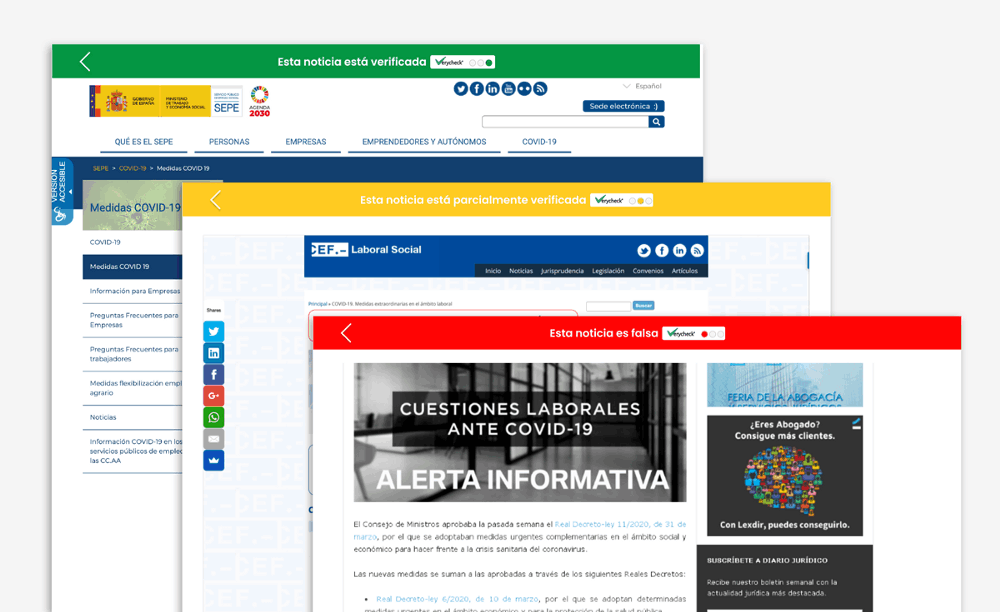 Esta noticia está verificada Verycheck
GOBIERNO DE ESPAÑA
MINISTERIO DE TRABAJO Y ECONOMÍA SOCIAL
SEPE
AGENDA 2030
Español
Sede electrónica :)
QUÉ ES EL SEPE PERSONAS EMPRESAS EMPRENDEDORES Y AUTÓNOMOS COVID-19
VERSIÓN ACCESIBLE
SEPE > COVID-19 > Medidas COVID 19
Medidas COVID-19
COVID-19
Medidas COVID 19
Información para Empresas
Preguntas Frecuentes para
Empresas
Preguntas Frecuentes para
trabajadores
Medidas flexibilización empl
agrario
Noticias
Información COVID-19 en los
servicios públicos de emplec
las CC.AA
Esta noticia está parcialmente verificada Verycheck
CEF.- Laboral Social
Inicio Noticias Jurisprudencia Legislación Convenios Artículos
Principal » COVID-19. Medidas extraordinarias en el ámbito laboral
Buscar
Shares
Esta noticia es falsa Verycheck
CUESTIONES LABORALES
ANTE COVID-19
ALERTA INFORMATIVA
El Consejo de Ministros aprobaba la pasada semana el Real Decreto-ley 11/2020, de 31 de
marzo, por el que se adoptaban medidas urgentes complementarias en el ámbito social y
económico para hacer frente a la crisis sanitaria del coronavirus.
Las nuevas medidas se suman a las aprobadas a través de los siguientes Reales Decretos:
• Real Decreto-ley 6/2020, de 10 de marzo, por el que se adoptan determinadas
medidas urgentes en el ámbito económico y para la protección de la salud pública
FERIA DE LA ABOGACÍA
¿Eres Abogado?
Consigue más clientes.
Con Lexdir, puedes conseguirlo.
SUSCRÍBETE A DIARIO JURÍDICO
Recibe nuestro boletín semanal con la
actualidad jurídica más destacada.